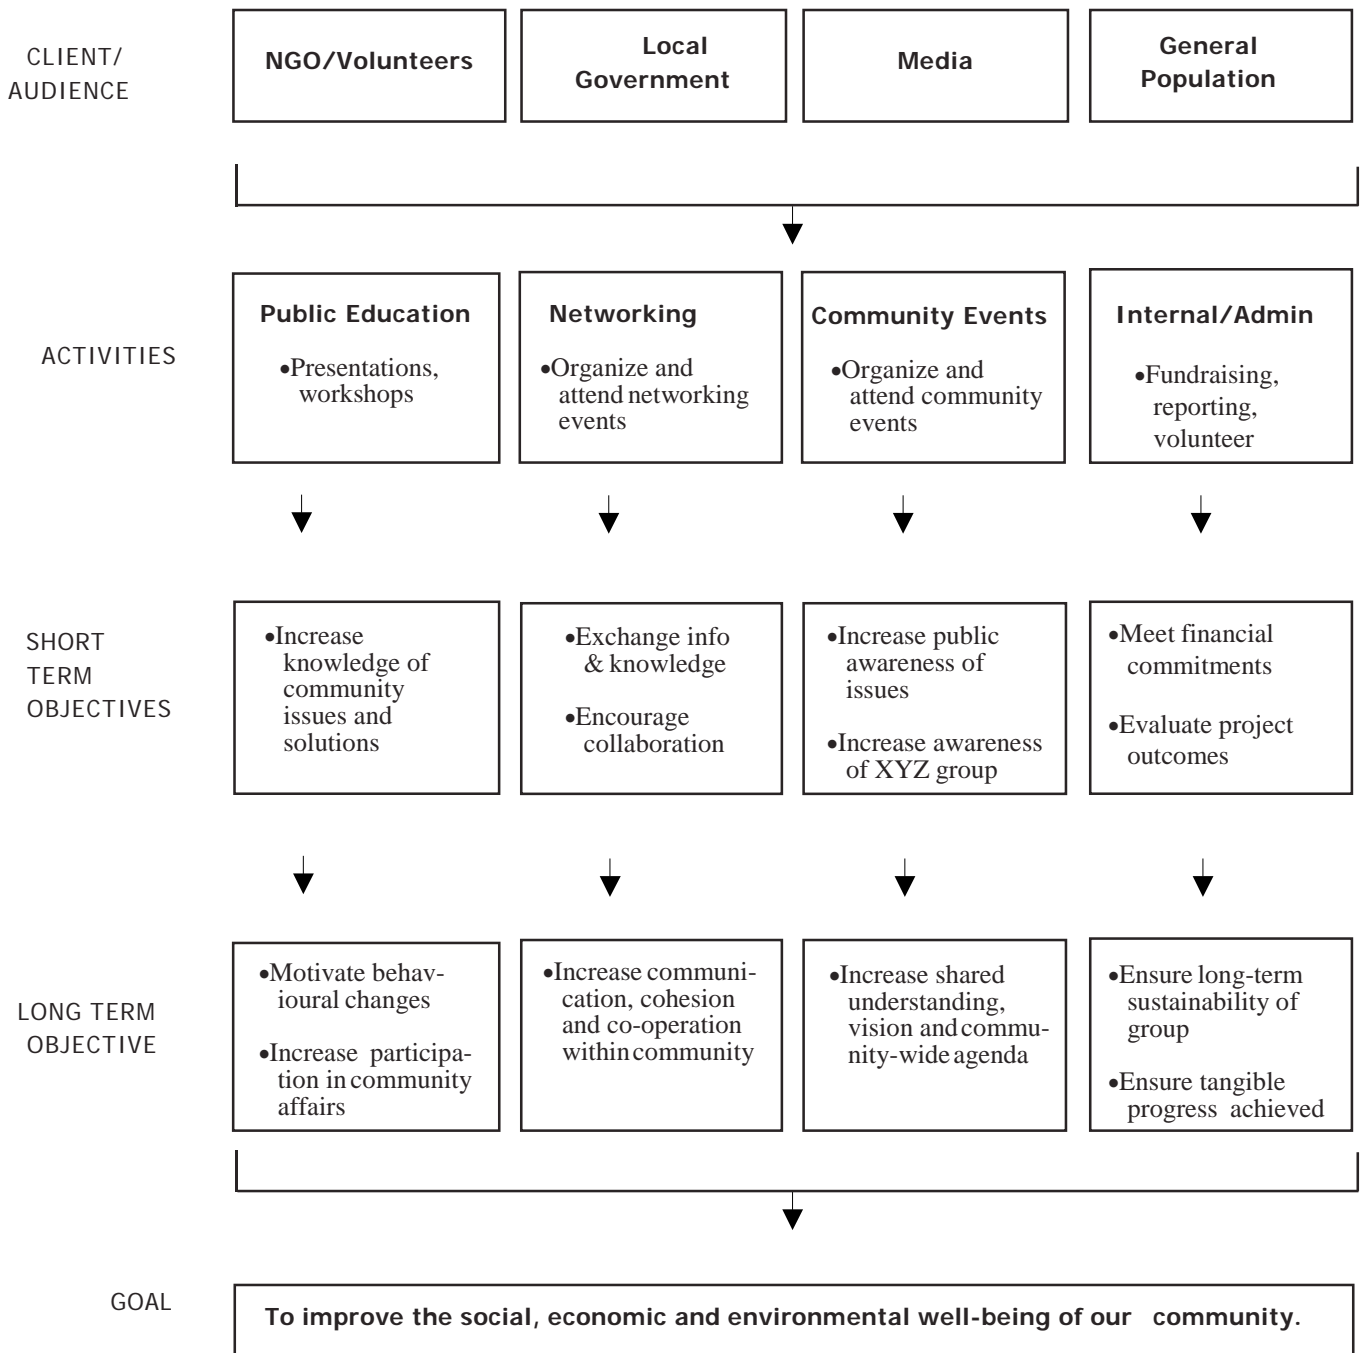 CLIENT/
AUDIENCE
NGO/Volunteers
Local
Government
Media
General
Population
ACTIVITIES
Public Education
•Presentations,
workshops
Networking
•Organize and
attend networking
events
Community Events
•Organize and
attend community
events
Internal/Admin
•Fundraising,
reporting,
volunteer
SHORT
TERM
OBJECTIVES
•Increase
knowledge of
community
issues and
solutions
•Exchange info
& knowledge
•Encourage
collaboration
•Increase public
awareness of
issues
•Increase awareness
of XYZ group
•Meet financial
commitments
•Evaluate project
outcomes
LONG TERM
OBJECTIVE
•Motivate behav-
ioural changes
•Increase participa-
tion in community
affairs
•Increase communi-
cation, cohesion
and co-operation
within community
•Increase shared
understanding,
vision and commu-
nity-wide agenda
•Ensure long-term
sustainability of
group
•Ensure tangible
progress achieved
GOAL
To improve the social, economic and environmental well-being of our community.